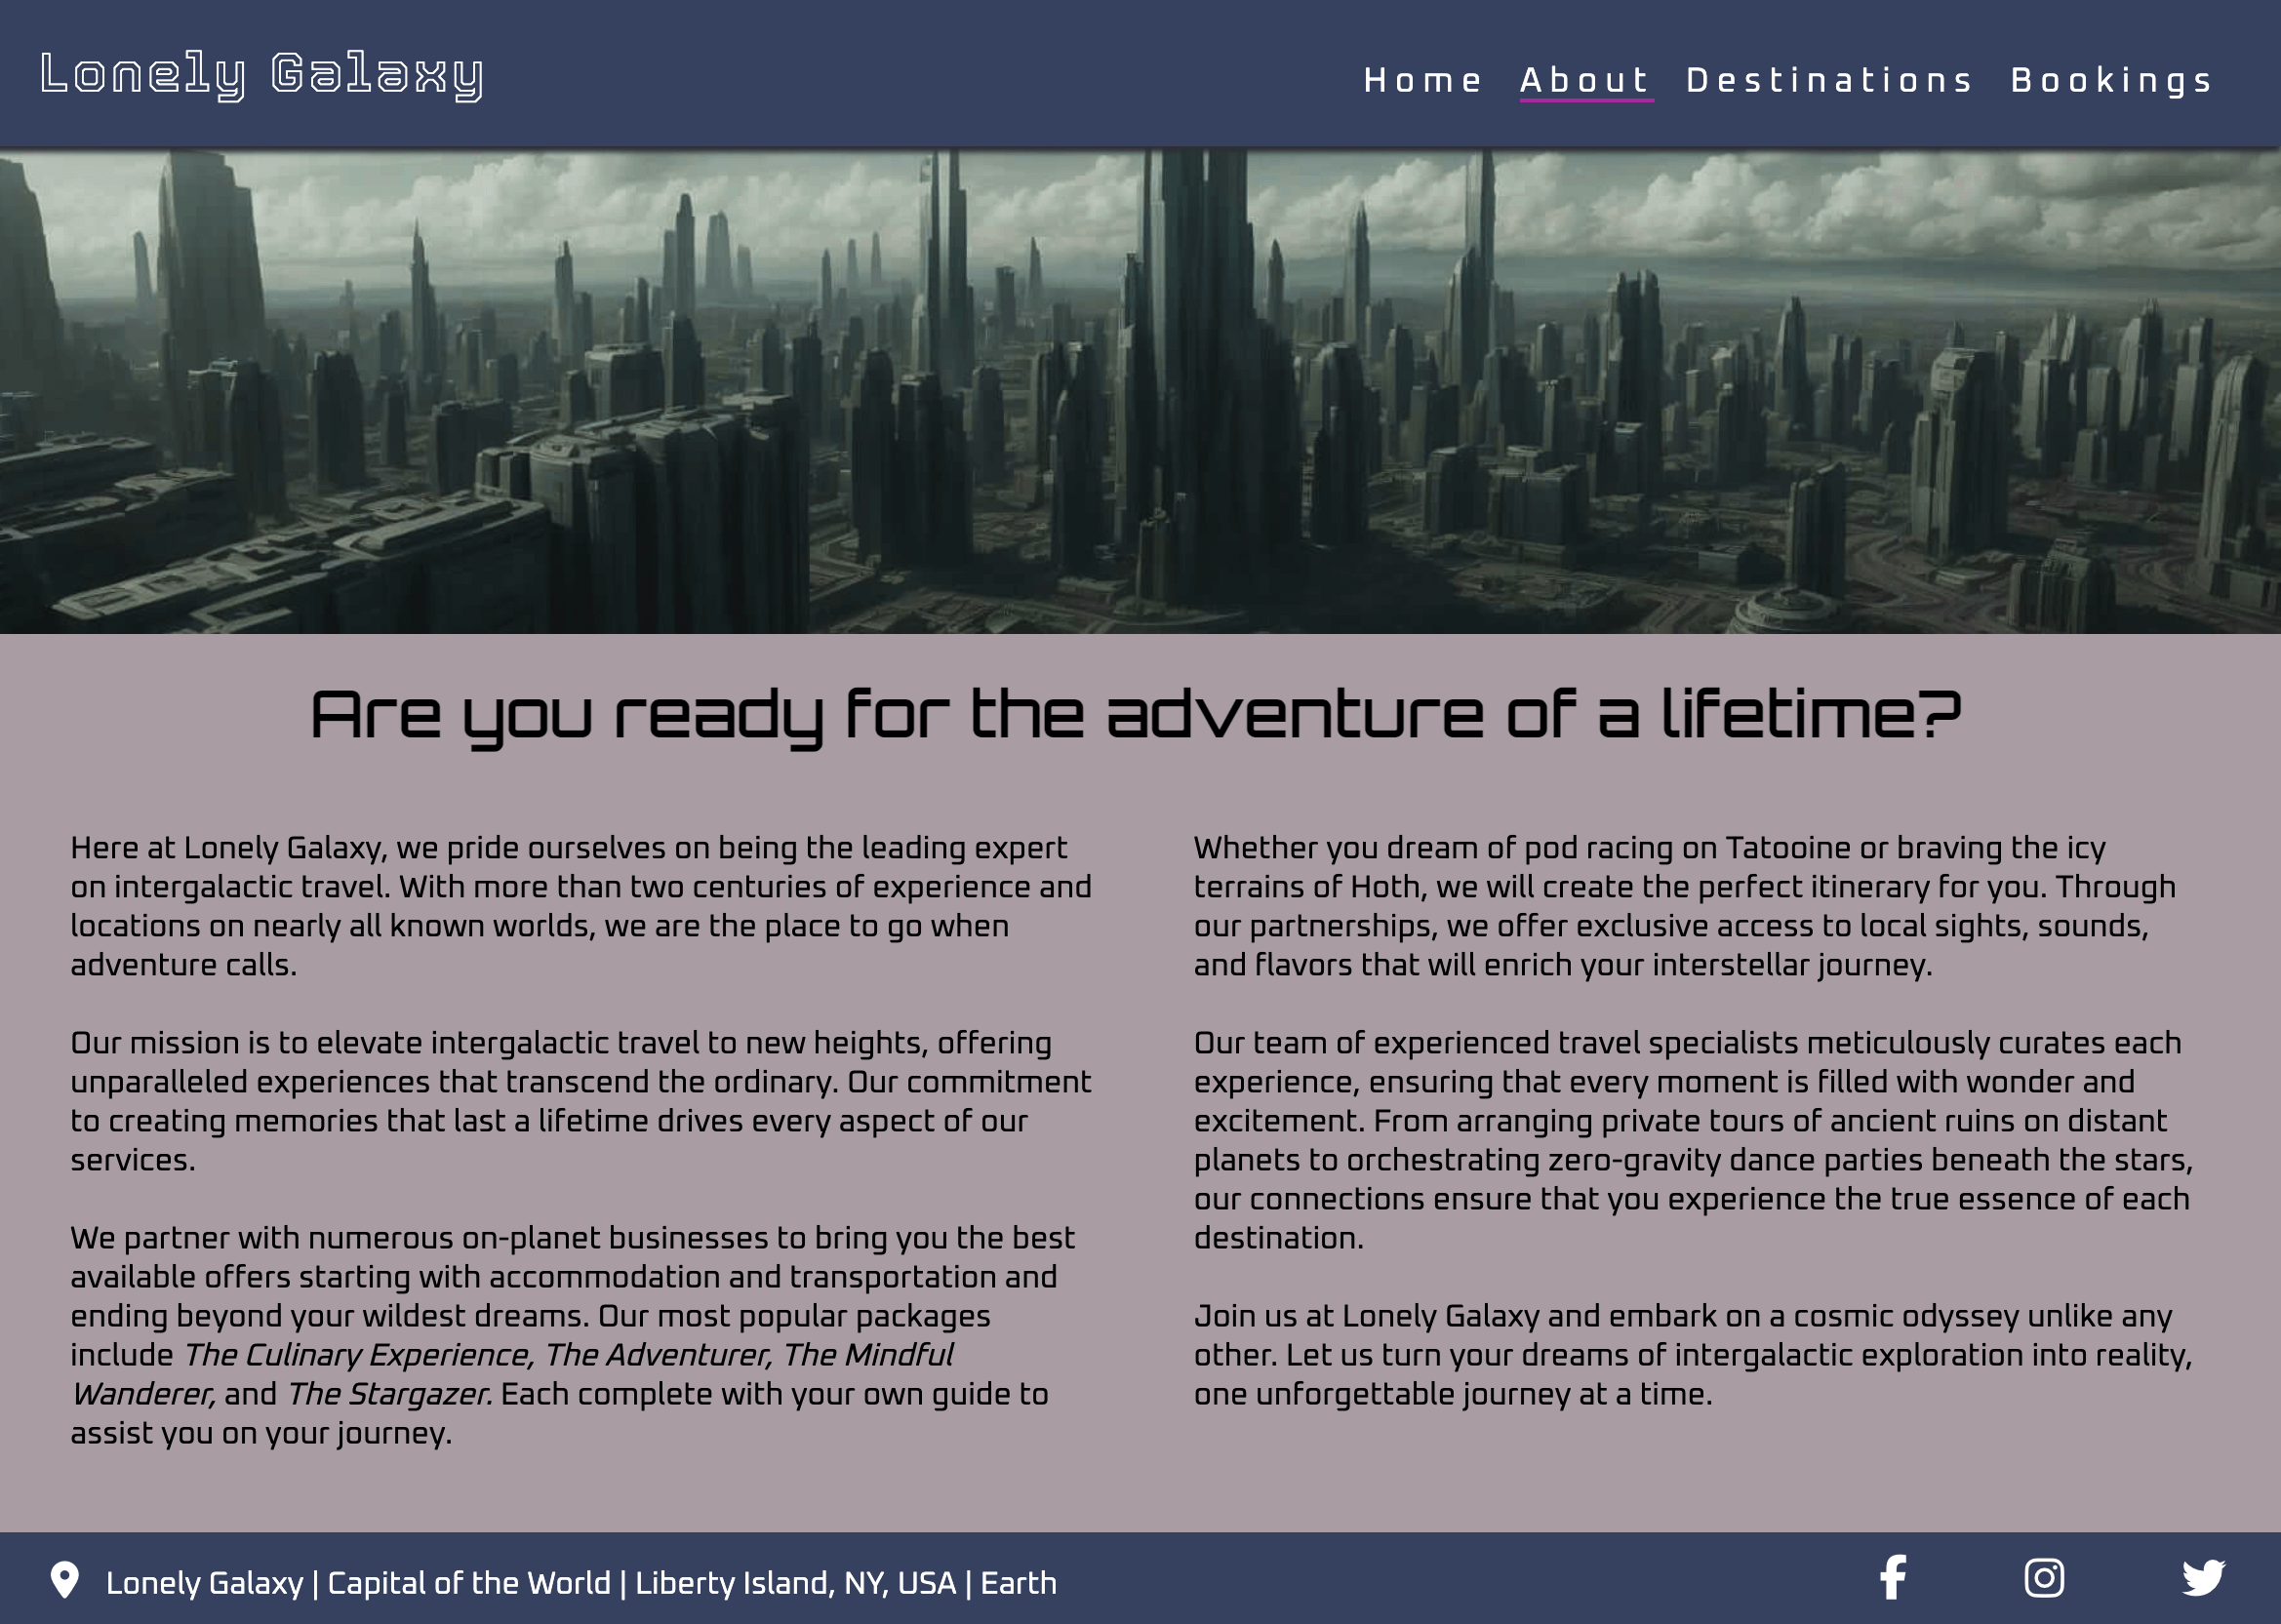 Lonely Galaxy
Home About Destinations Bookings
Are you ready for the adventure of a lifetime?
Here at Lonely Galaxy, we pride ourselves on being the leading expert
on intergalactic travel. With more than two centuries of experience and
locations on nearly all known worlds, we are the place to go when
adventure calls.
Our mission is to elevate intergalactic travel to new heights, offering
unparalleled experiences that transcend the ordinary. Our commitment
to creating memories that last a lifetime drives every aspect of our
services.
We partner with numerous on-planet businesses to bring you the best
available offers starting with accommodation and transportation and
ending beyond your wildest dreams. Our most popular packages
include The Culinary Experience, The Adventurer, The Mindful
Wanderer, and The Stargazer. Each complete with your own guide to
assist you on your journey.
Whether you dream of pod racing on Tatooine or braving the icy
terrains of Hoth, we will create the perfect itinerary for you. Through
our partnerships, we offer exclusive access to local sights, sounds,
and flavors that will enrich your interstellar journey.
Our team of experienced travel specialists meticulously curates each
experience, ensuring that every moment is filled with wonder and
excitement. From arranging private tours of ancient ruins on distant
planets to orchestrating zero-gravity dance parties beneath the stars,
our connections ensure that you experience the true essence of each
destination.
Join us at Lonely Galaxy and embark on a cosmic odyssey unlike any
other. Let us turn your dreams of intergalactic exploration into reality,
one unforgettable journey at a time.
Lonely Galaxy | Capital of the World | Liberty Island, NY, USA | Earth